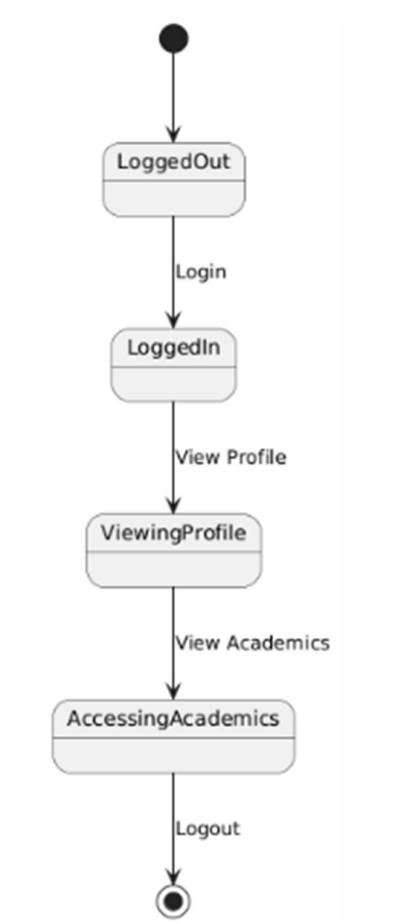 LoggedOut
Login
LoggedIn
View Profile
ViewingProfile
View Academics
AccessingAcademics
Logout